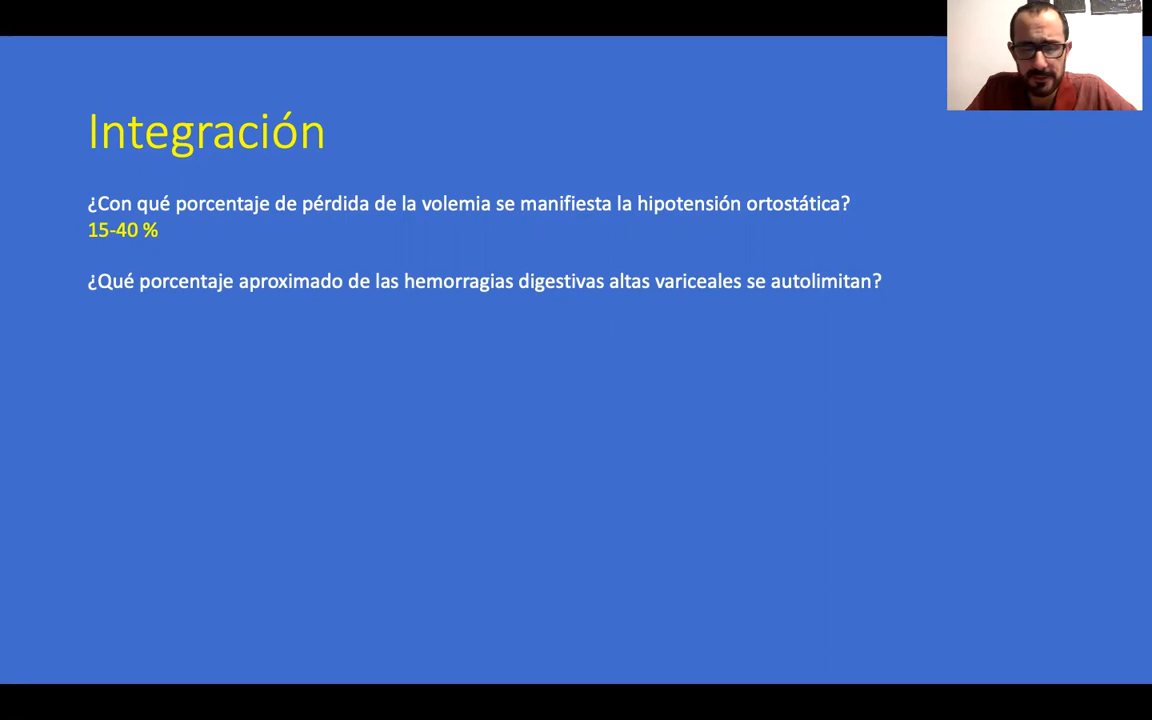 Integración
¿Con qué porcentaje de pérdida de la volemia se manifiesta la hipotensión ortostática?
15-40 %
¿Qué porcentaje aproximado de las hemorragias digestivas altas variceales se autolimitan?